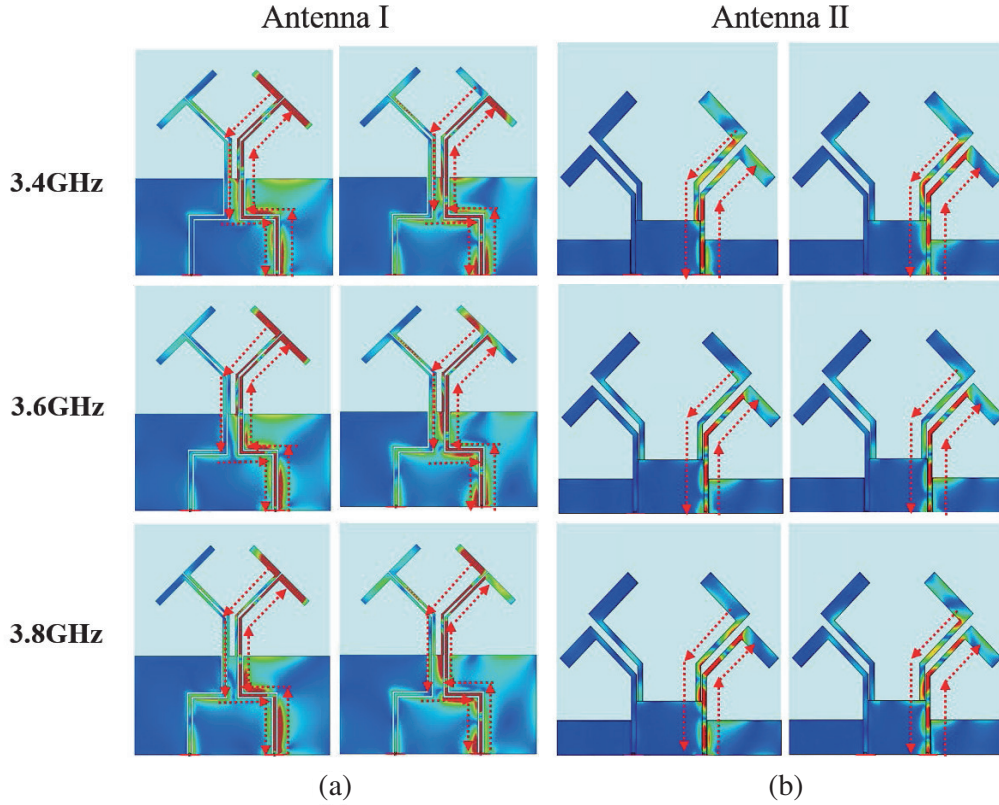 Antenna I
Antenna II
3.4GHz
3.6GHz
3.8GHz
(a)
(b)